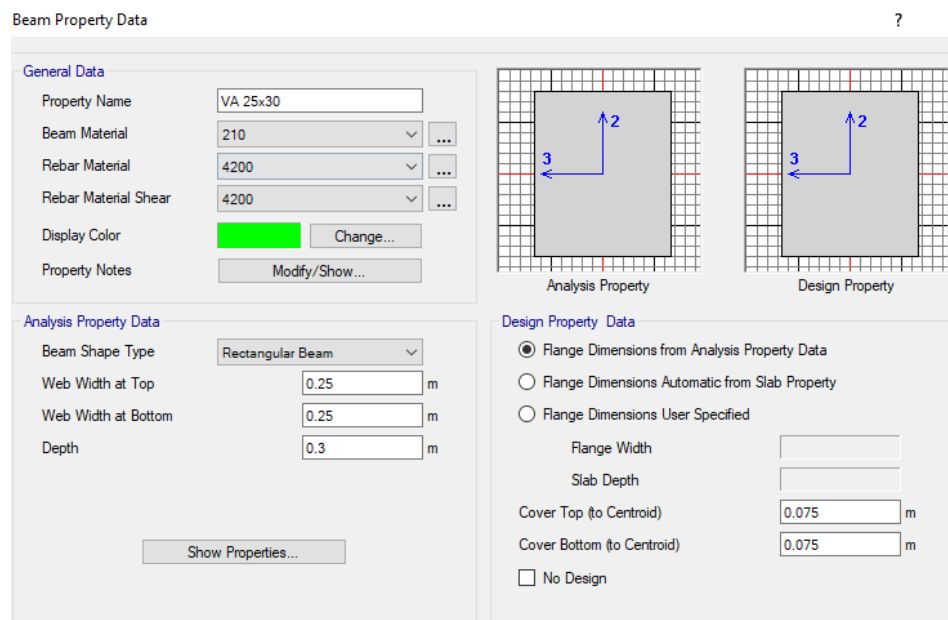 Beam Property Data ?
General Data
Property Name VA 25x30
Beam Material 210 ...
Rebar Material 4200 ...
Rebar Material Shear 4200 ...
Display Color Change...
Property Notes Modify/Show...
2
3
Analysis Property
2
3
Design Property
Analysis Property Data
Beam Shape Type Rectangular Beam
Web Width at Top 0.25 m
Web Width at Bottom 0.25 m
Depth 0.3 m
Show Properties...
Design Property Data
Flange Dimensions from Analysis Property Data
Flange Dimensions Automatic from Slab Property
Flange Dimensions User Specified
Flange Width
Slab Depth
Cover Top (to Centroid) 0.075 m
Cover Bottom (to Centroid) 0.075 m
No Design